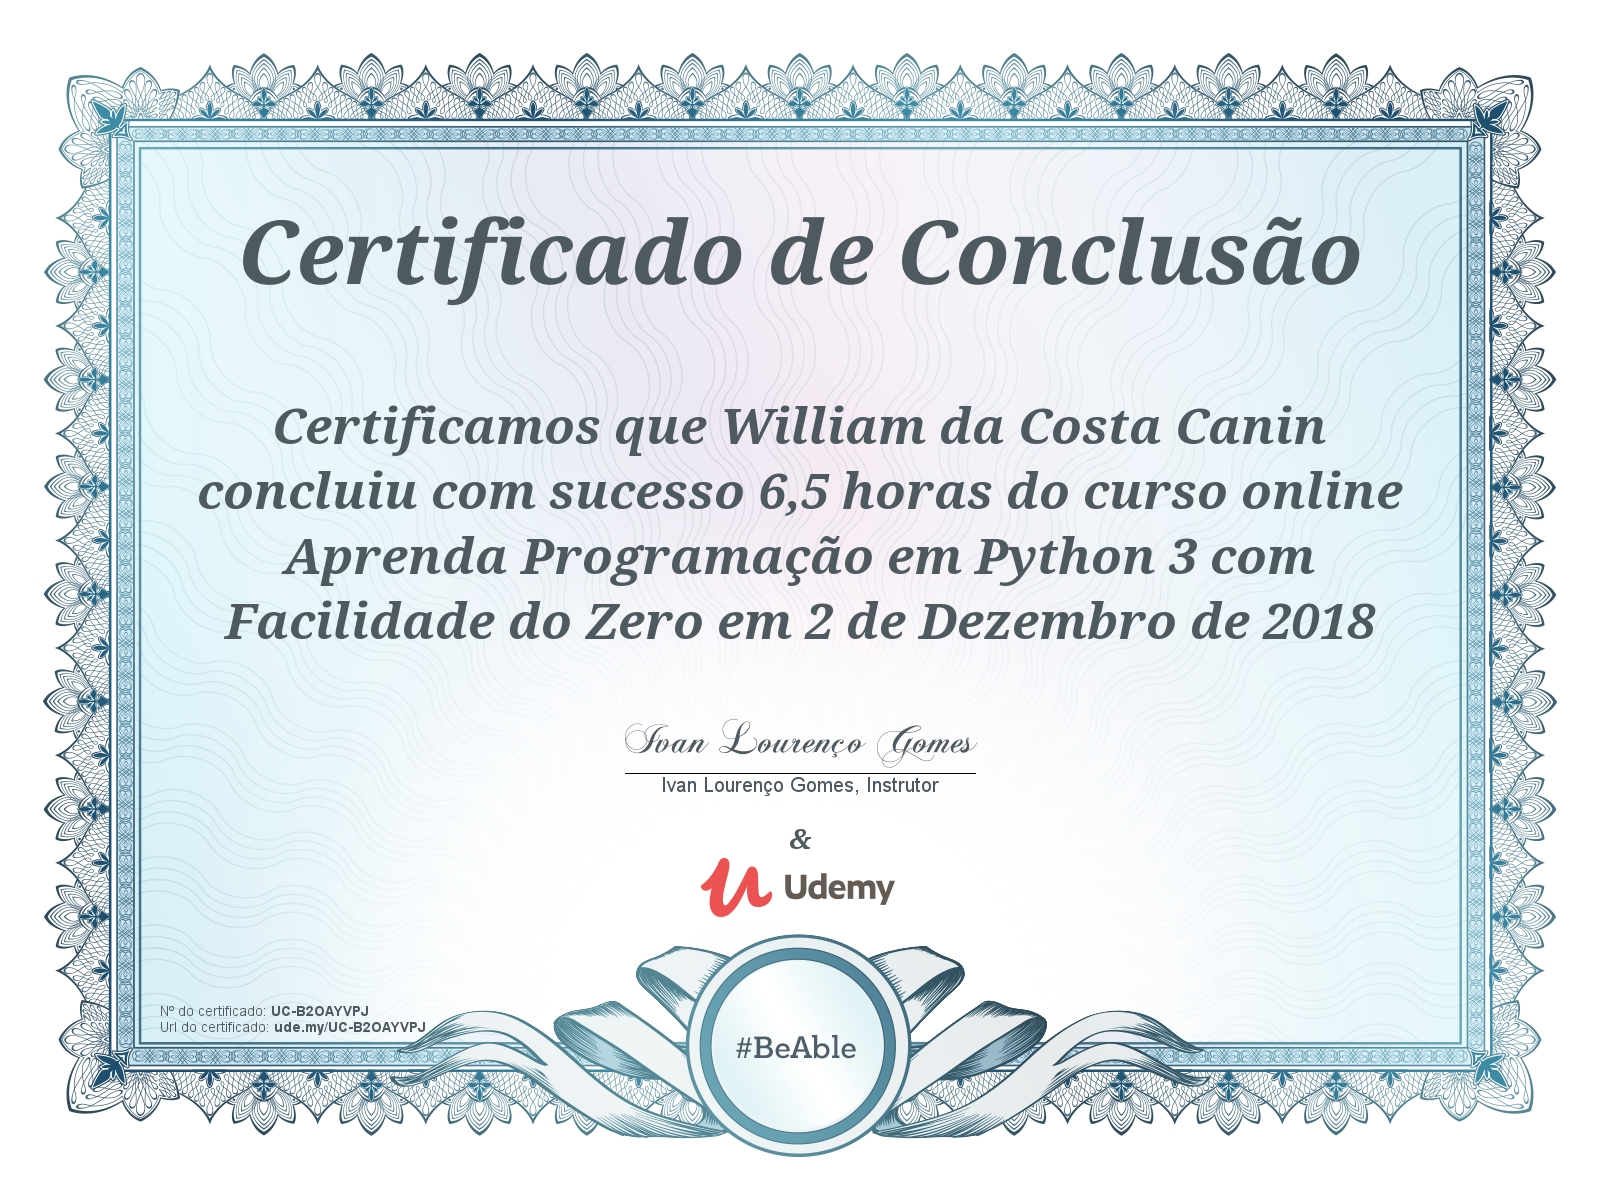 Certificado de Conclusão
Certificamos que William da Costa Canin
concluiu com sucesso 6,5 horas do curso online
Aprenda Programação em Python 3 com
Facilidade do Zero em 2 de Dezembro de 2018
Ivan Lourenço Gomes
Ivan Lourenço Gomes, Instrutor
&
Udemy
Nº do certificado: UC-B2OAYVPJ
Url do certificado: ude.my/UC-B2OAYVPJ
#BeAble